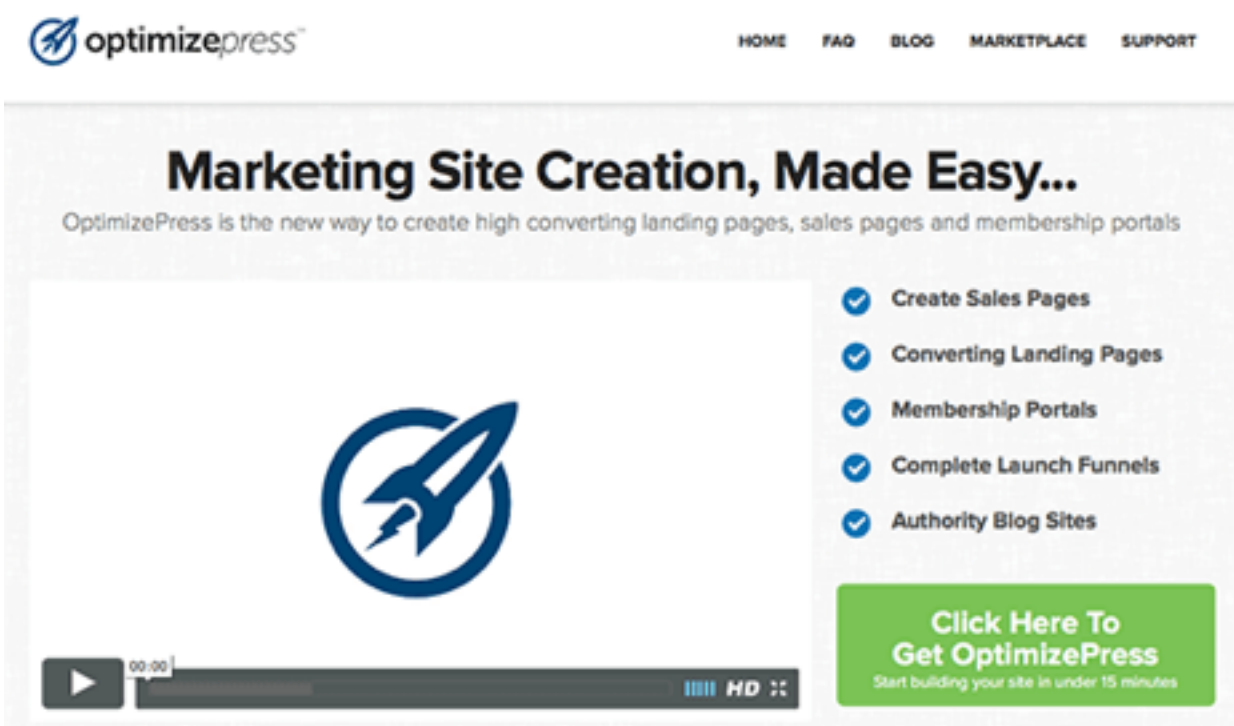 optimizepress™
HOME FAQ BLOG MARKETPLACE SUPPORT
Marketing Site Creation, Made Easy...
OptimizePress is the new way to create high converting landing pages, sales pages and membership portals
Create Sales Pages
Converting Landing Pages
Membership Portals
Complete Launch Funnels
Authority Blog Sites
Click Here To
Get OptimizePress
Start building your site in under 15 minutes
00:00
HD